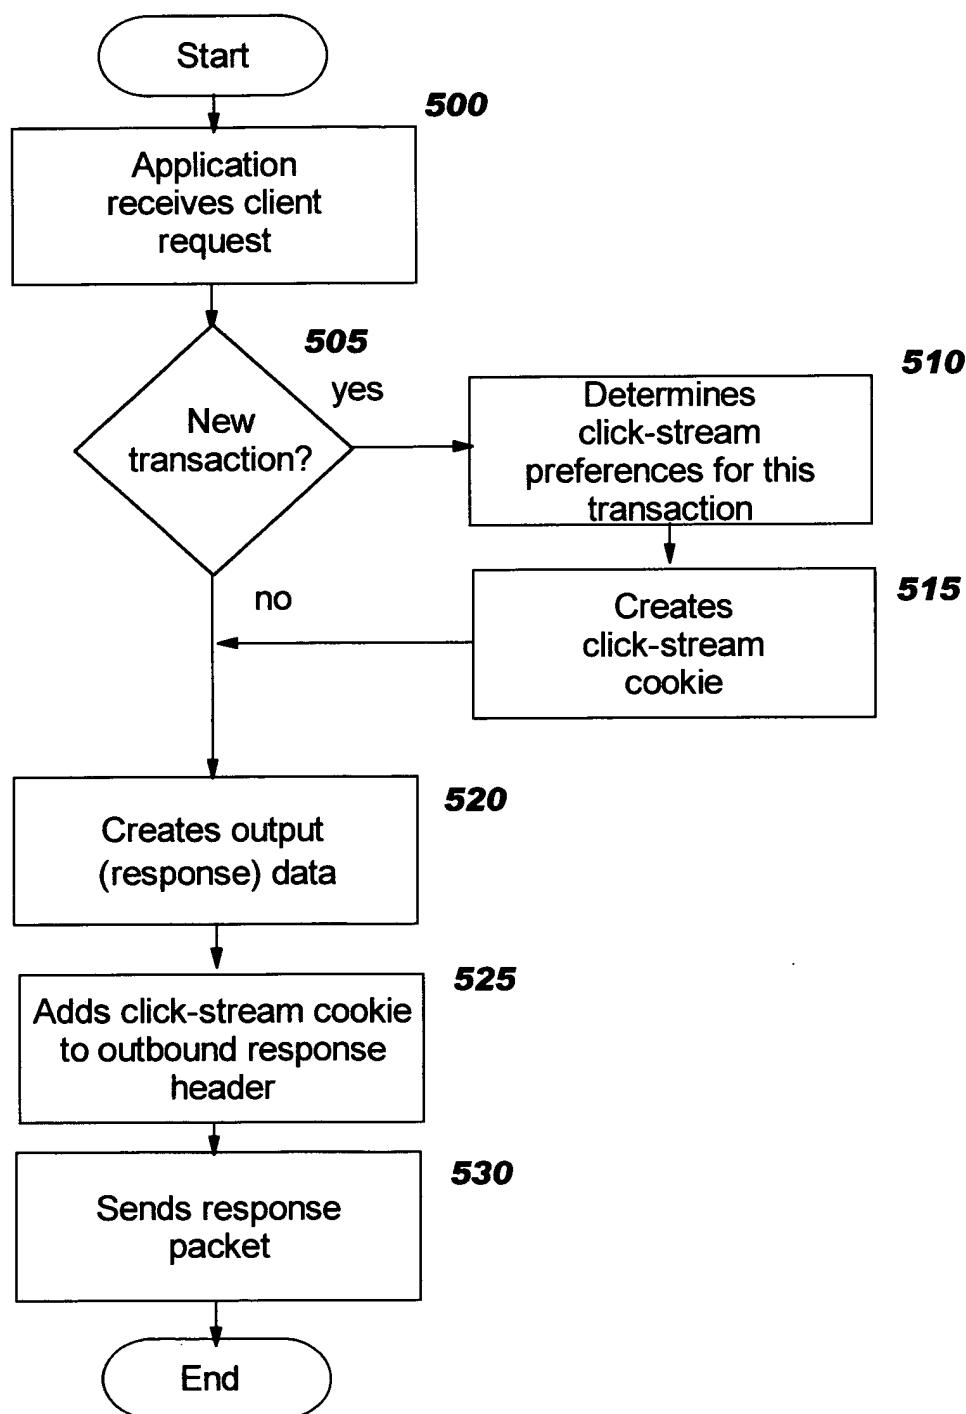 Start
500
Application
receives client
request
505
yes
New
transaction?
510
Determines
click-stream
preferences for this
transaction
no
515
Creates
click-stream
cookie
520
Creates output
(response) data
525
Adds click-stream cookie
to outbound response
header
530
Sends response
packet
End